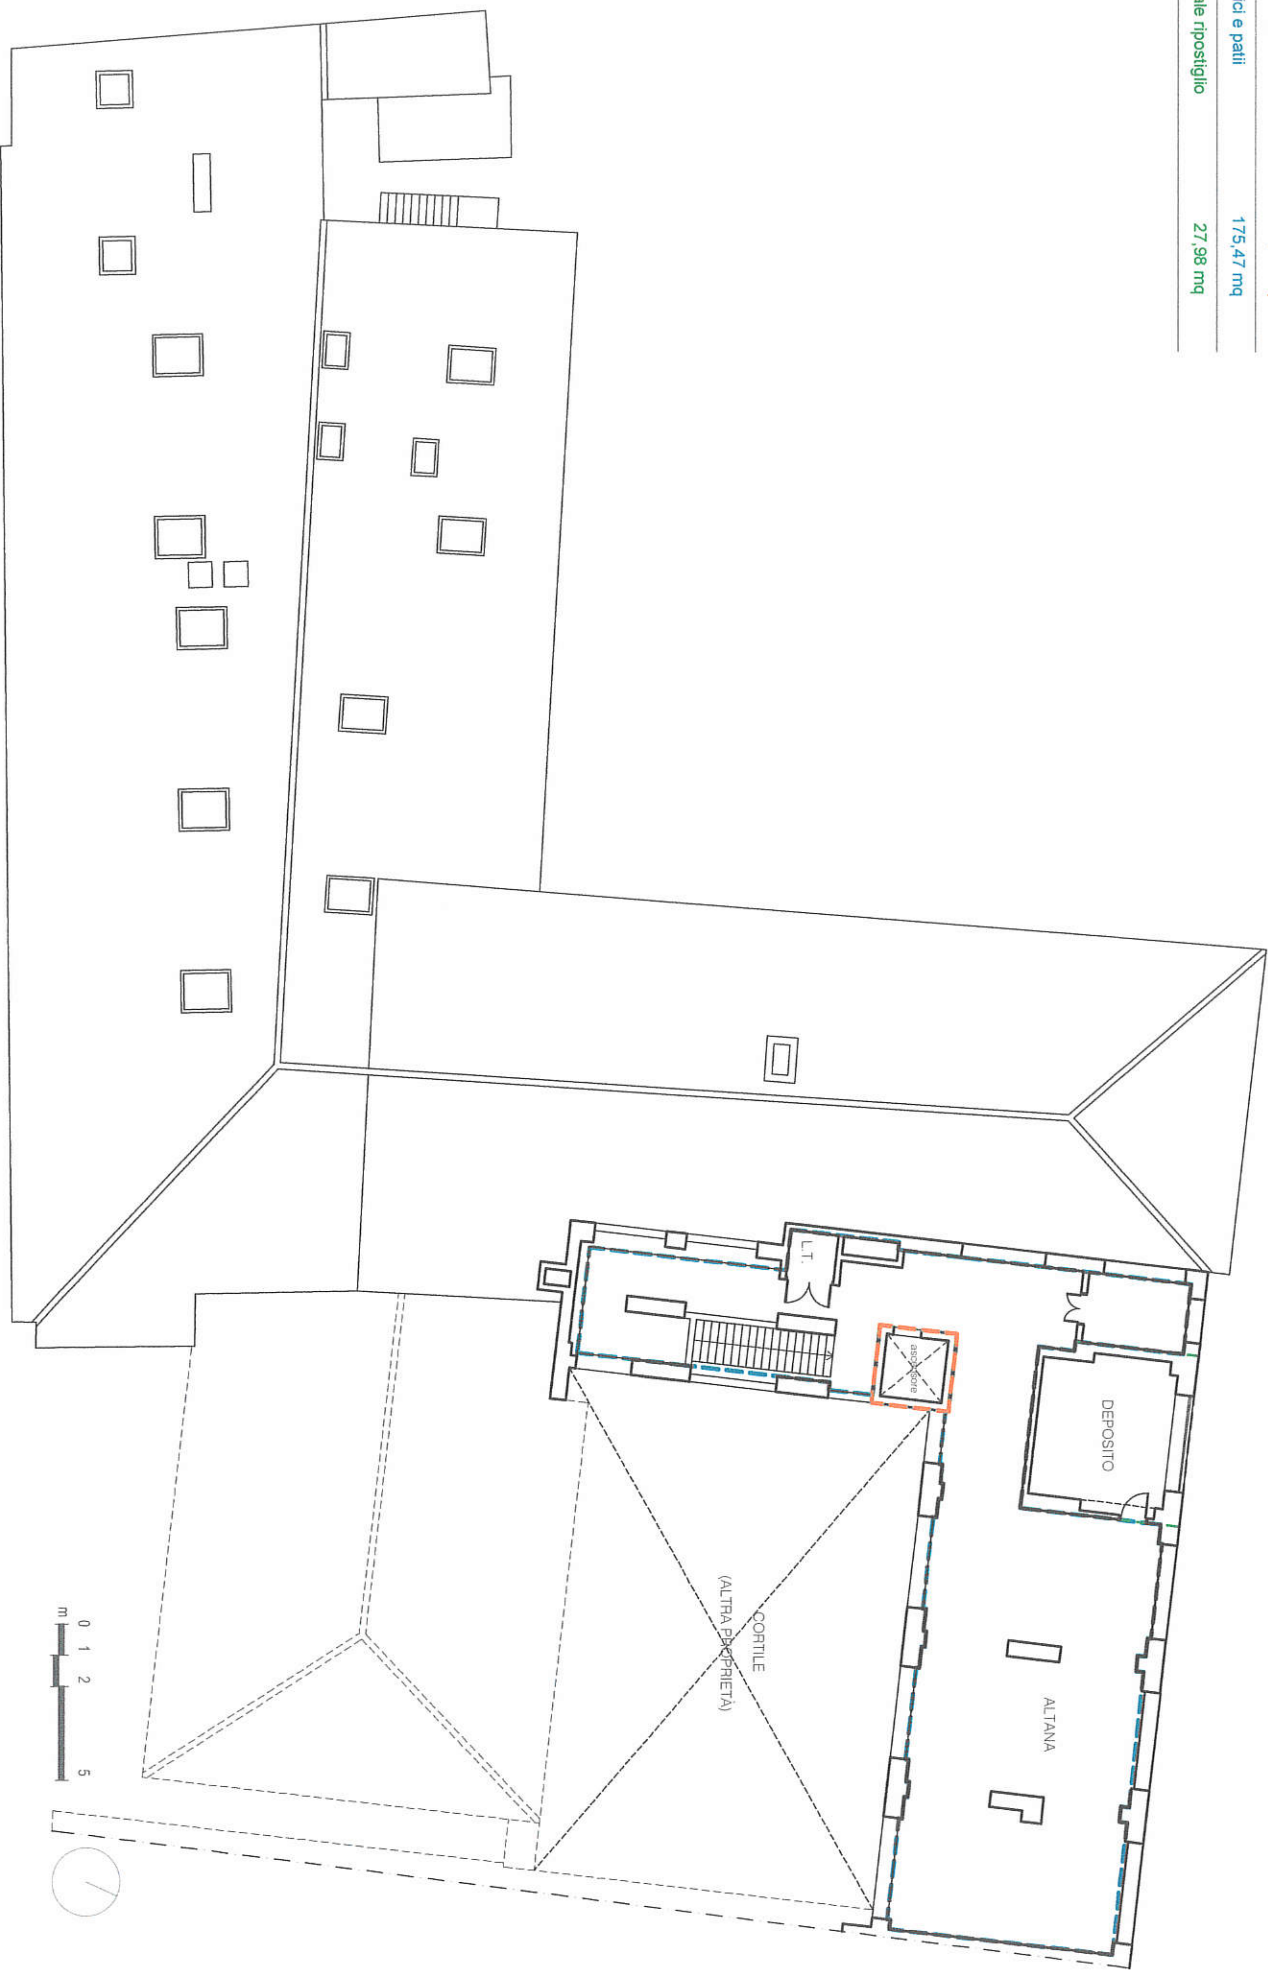 ici e patii 175,47 mq
ale ripostiglio 27,98 mq
L.T.
ascensore
DEPOSITO
ALTANA
CORTILE
(ALTRA PROPRIETÀ)
0 1 2 5
m